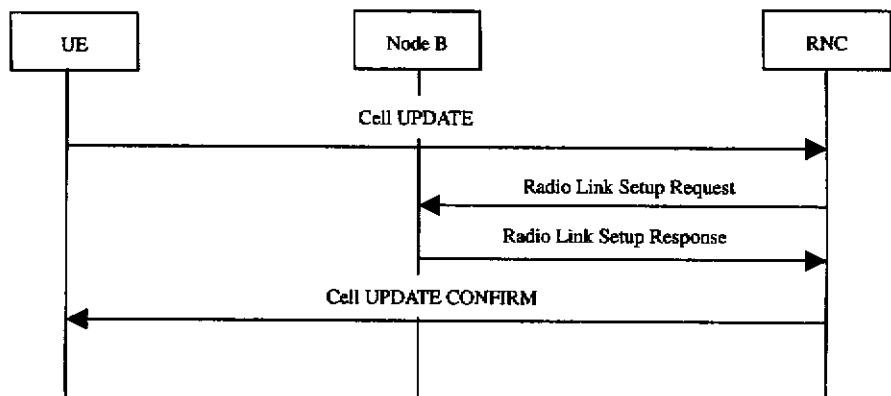 UE
Node B
RNC
Cell UPDATE
Radio Link Setup Request
Radio Link Setup Response
Cell UPDATE CONFIRM